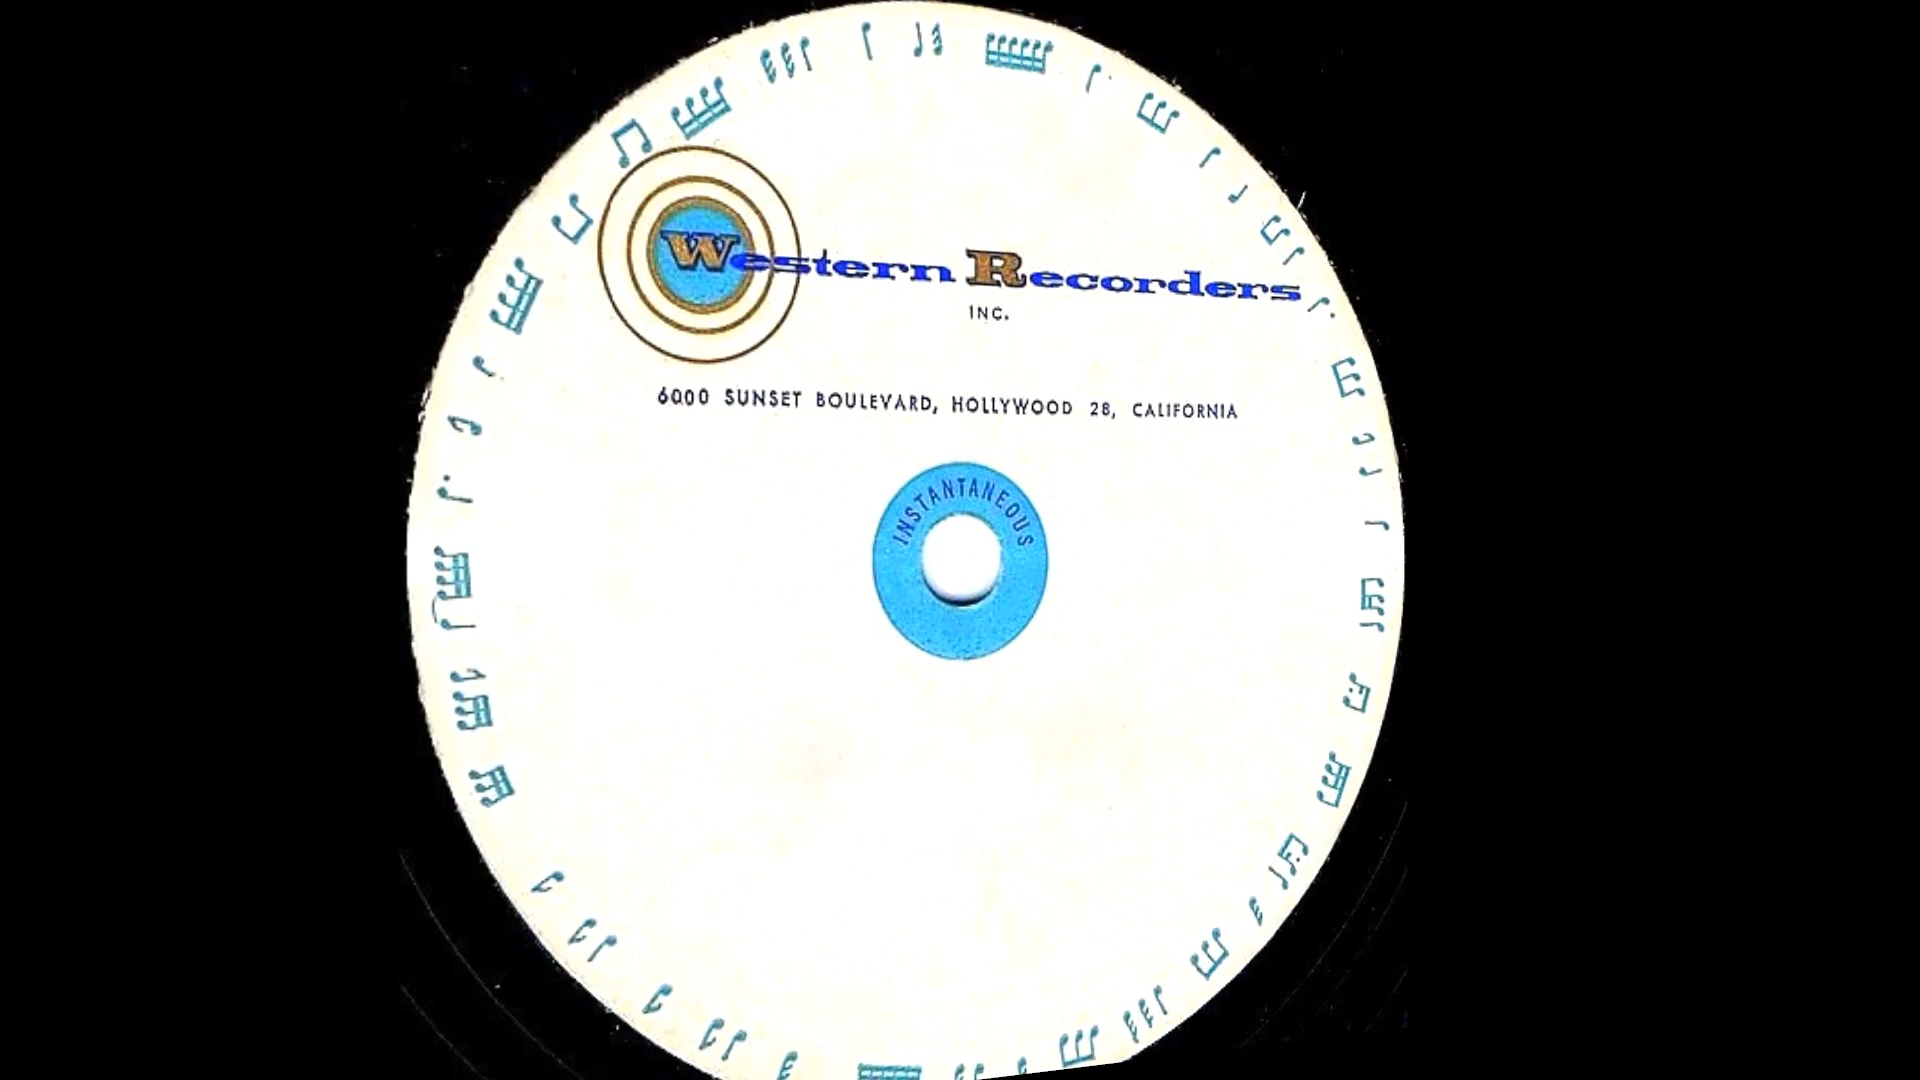 Western Recorders
INC.
6000 SUNSET BOULEVARD, HOLLYWOOD 28, CALIFORNIA
INSTANTANEOUS